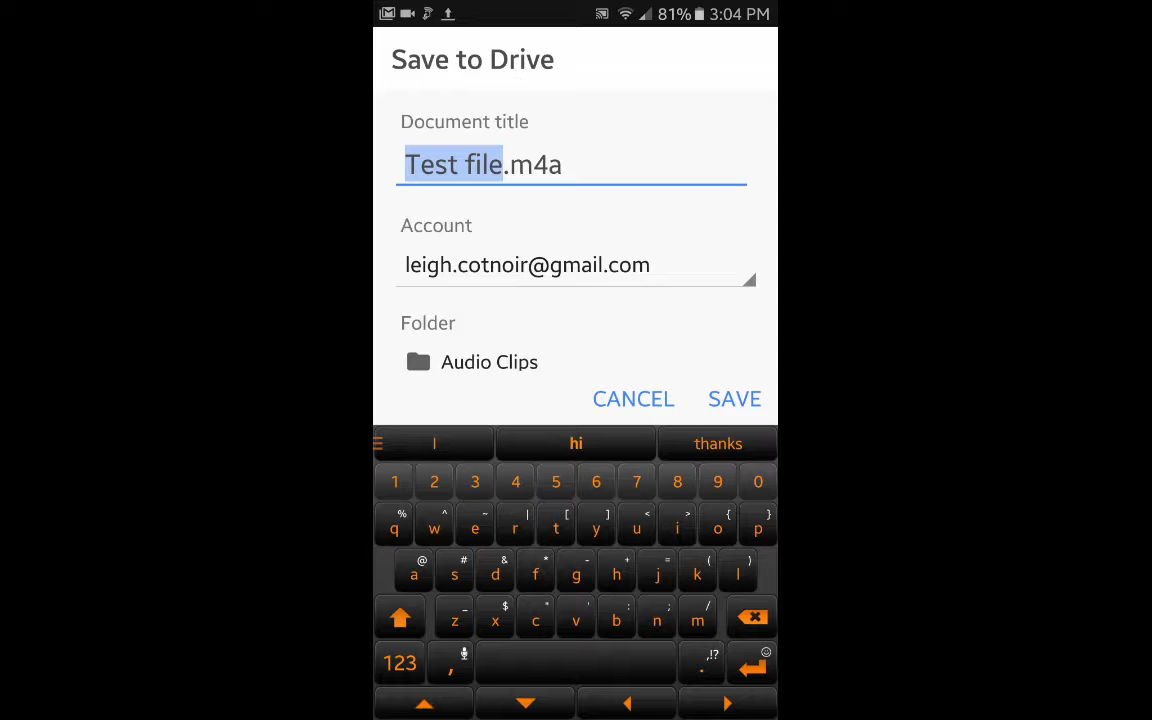 81% 3:04 PM
Save to Drive
Document title
Test file.m4a
Account
leigh.cotnoir@gmail.com
Folder
Audio Clips
CANCEL SAVE
I hi thanks
1 2 3 4 5 6 7 8 9 0
% ^ ~ | [ ] < > { }
q w e r t y u i o p
@ # & * - + = ( )
a s d f g h j k l
_ $ " ' : ; /
z x c v b n m
123 , ,!? .